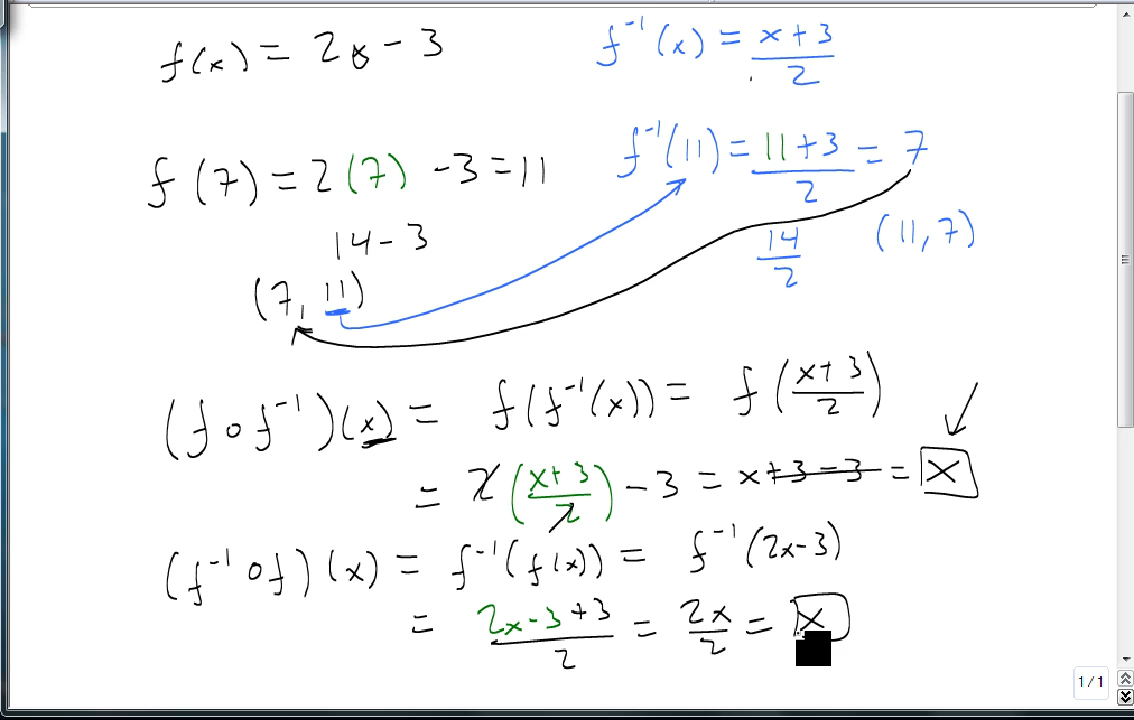 f(x) = 2x - 3
f⁻¹(x) = (x+3)/2
f(7) = 2(7) - 3 = 11
f⁻¹(11) = (11+3)/2 = 7
14 - 3
14/2
(11, 7)
(7, 11)
(f ∘ f⁻¹)(x) = f(f⁻¹(x)) = f((x+3)/2)
= 2((x+3)/2) - 3 = x+3-3 = x
(f⁻¹ ∘ f)(x) = f⁻¹(f(x)) = f⁻¹(2x-3)
= (2x-3+3)/2 = 2x/2 = x
1/1